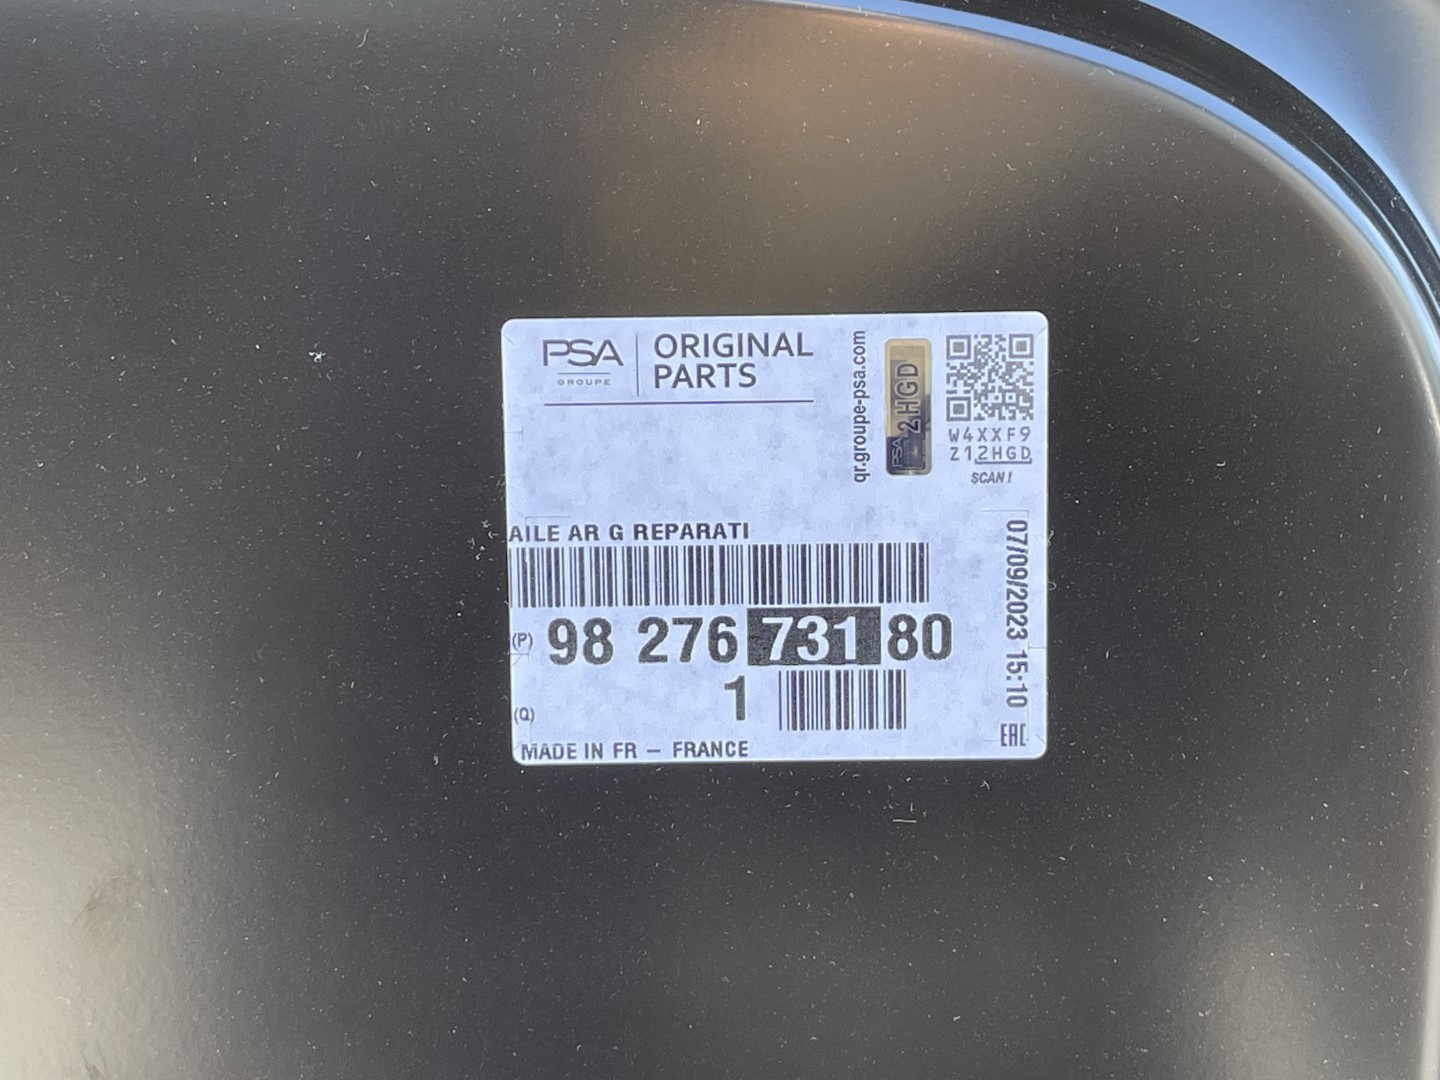 PSA
GROUPE
ORIGINAL
PARTS
qr.groupe-psa.com
PSA
2HGD
W4XXF9
Z12HGD
SCAN!
AILE AR G REPARATI
(P) 98 276 731 80
(Q) 1
MADE IN FR – FRANCE
07/09/2023 15:10
EAC